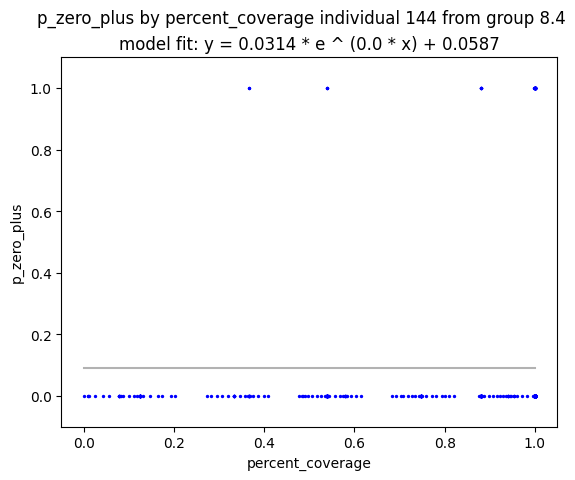 p_zero_plus by percent_coverage individual 144 from group 8.4
model fit: y = 0.0314 * e ^ (0.0 * x) + 0.0587
1.0
0.8
0.6
0.4
0.2
0.0
p_zero_plus
0.0 0.2 0.4 0.6 0.8 1.0
percent_coverage